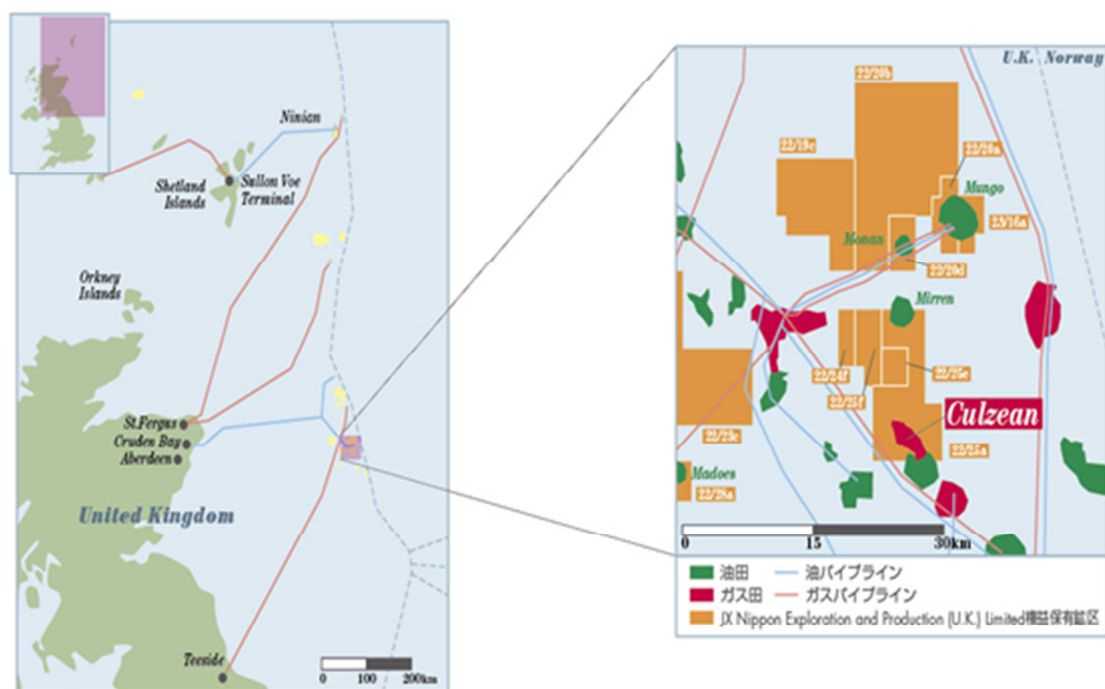 Ninian
Shetland
Islands
Sullon Voe
Terminal
Orkney
Islands
St.Fergus
Cruden Bay
Aberdeen
United Kingdom
Teeside
0 100 200km
U.K. Norway
22/20b
22/19c
22/20a
Mungo
23/16a
Monan
22/20d
Mirren
22/24f
22/25f
22/25e
Culzean
22/23c
22/25a
Madoes
22/28a
0 15 30km
油田 油パイプライン
ガス田 ガスパイプライン
JX Nippon Exploration and Production (U.K.) Limited権益保有鉱区